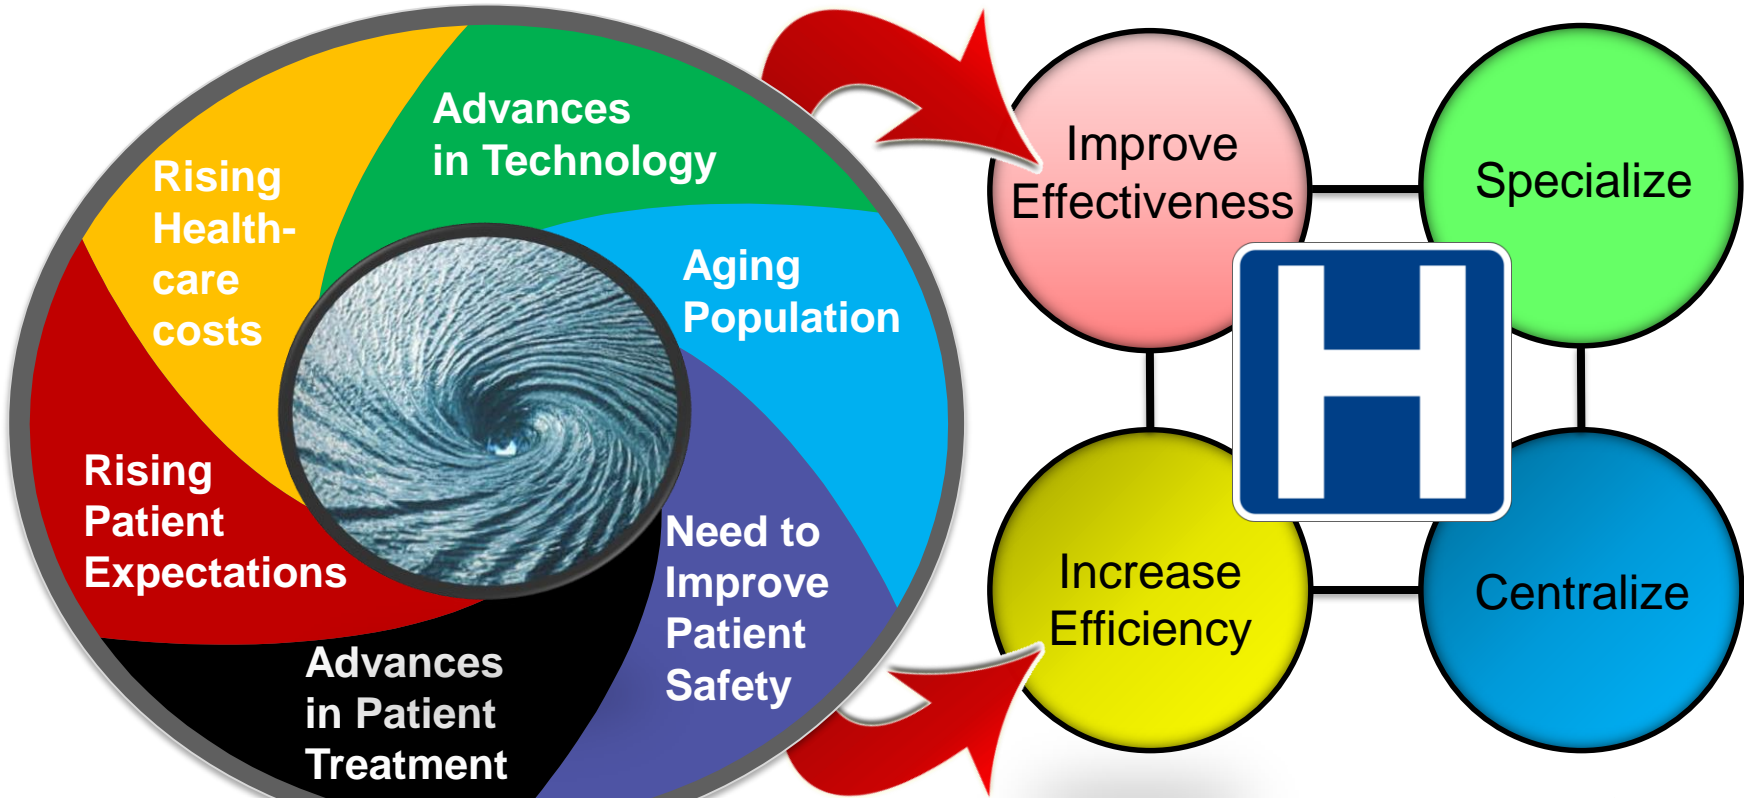 Advances
in Technology
Rising
Health-
care
costs
Aging
Population
Rising
Patient
Expectations
Need to
Improve
Patient
Safety
Advances
in Patient
Treatment
Improve
Effectiveness
Specialize
H
Increase
Efficiency
Centralize